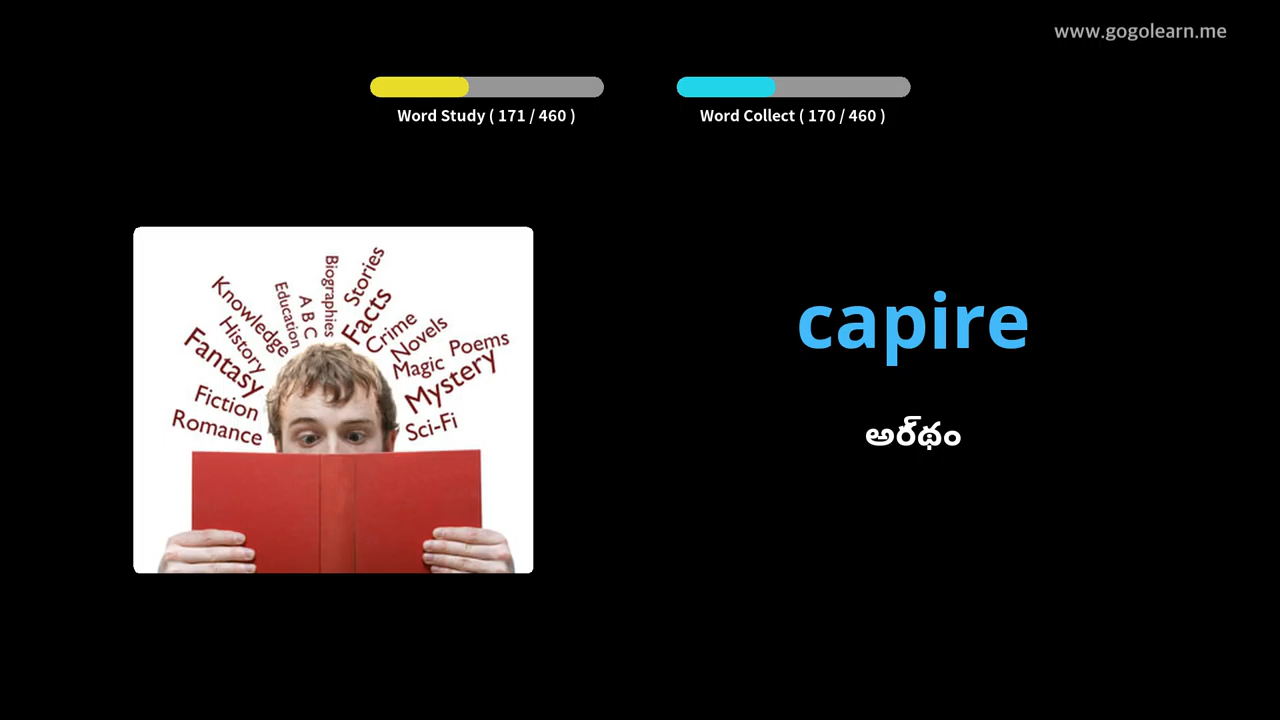 www.gogolearn.me
Word Study ( 171 / 460 )
Word Collect ( 170 / 460 )
Biographies
Stories
Education
A B C
Facts
Knowledge
Crime
History
Novels
Poems
Fantasy
Magic
Mystery
Fiction
Romance
Sci-Fi
capire
അര്‍ഥം